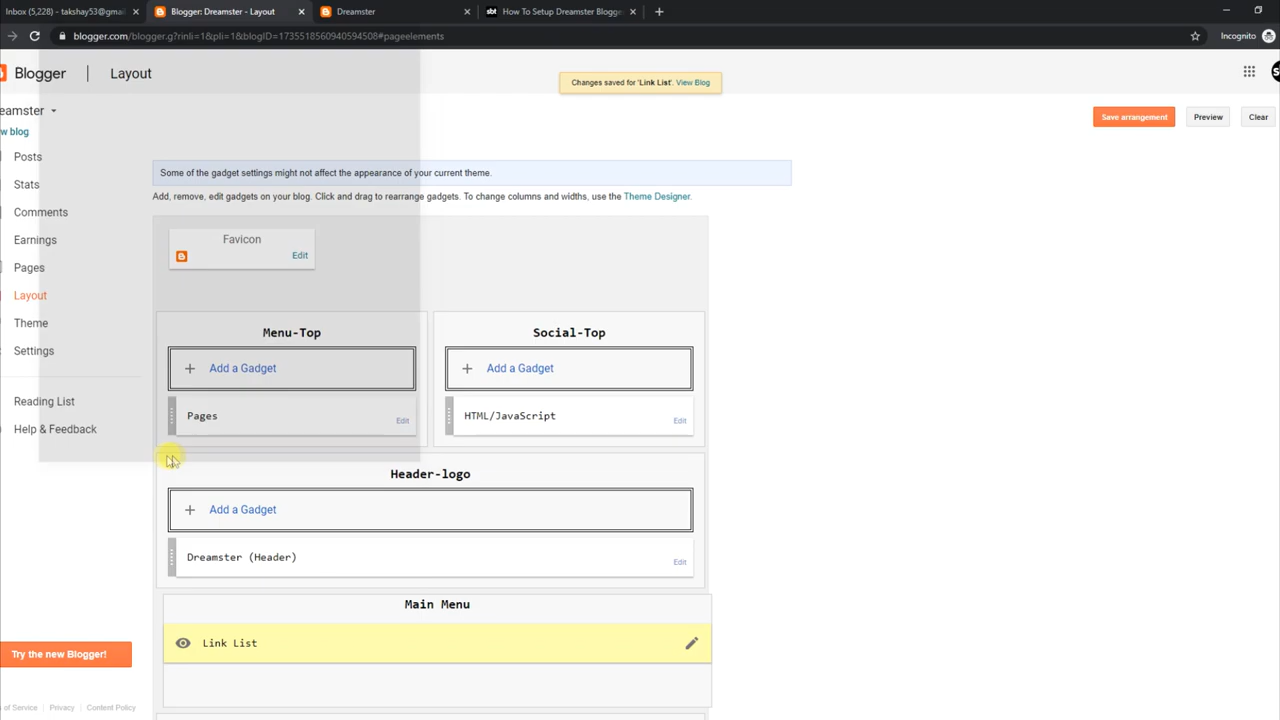 Inbox (5,228) - takshay53@gmai
Blogger: Dreamster - Layout
Dreamster
sbt How To Setup Dreamster Blogge
blogger.com/blogger.g?rinli=1&pli=1&blogID=1735518560940594508#pageelements
Incognito
Blogger
Layout
Changes saved for 'Link List'. View Blog
eamster
w blog
Save arrangement
Preview
Clear
Posts
Stats
Comments
Earnings
Pages
Layout
Theme
Settings
Reading List
Help & Feedback
Some of the gadget settings might not affect the appearance of your current theme.
Add, remove, edit gadgets on your blog. Click and drag to rearrange gadgets. To change columns and widths, use the Theme Designer.
Favicon
Edit
Menu-Top
Add a Gadget
Pages
Edit
Social-Top
Add a Gadget
HTML/JavaScript
Edit
Header-logo
Add a Gadget
Dreamster (Header)
Edit
Main Menu
Link List
Try the new Blogger!
of Service | Privacy | Content Policy